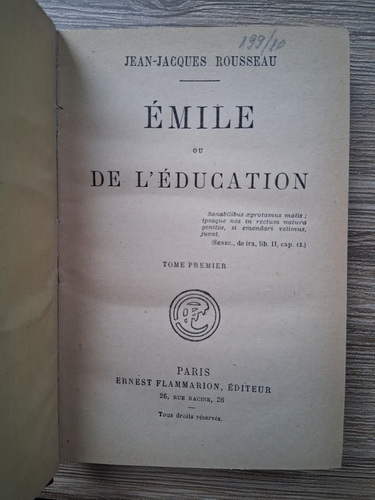 199/10
JEAN-JACQUES ROUSSEAU
ÉMILE
OU
DE L'ÉDUCATION
Sanabilibus ægrotamus malis ;
ipsaque nos in rectum natura
genitos, si emendari velimus,
juvat.
(SENEC., de ira, lib. II, cap. 13.)
TOME PREMIER
PARIS
ERNEST FLAMMARION, ÉDITEUR
26, RUE RACINE, 26
Tous droits réservés.